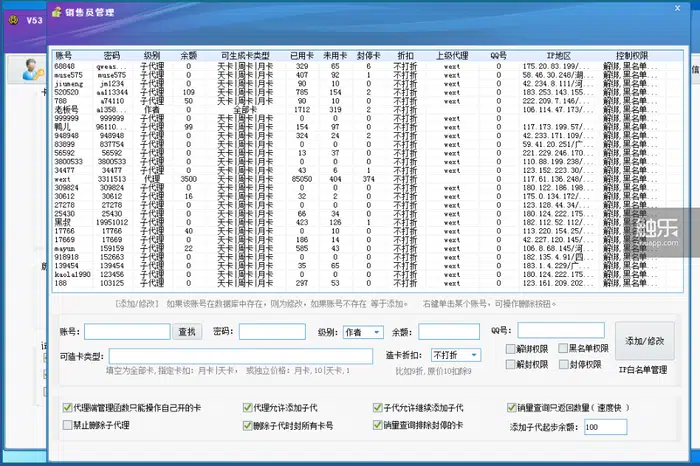 V53
销售员管理
账号 密码 级别 余额 可生成卡类型 已用卡 未用卡 封停卡 折扣 上级代理 QQ号 IP地区 控制权限
68848 qweas... 子代理 0 天卡|周卡|月卡 329 65 6 不打折 wext 0 175.20.83.199/... 解绑,黑名单...
muse575 muse575 子代理 0 天卡|周卡|月卡 407 92 1 不打折 wext 0 58.46.30.248/湖... 解绑,黑名单...
jiumeng jm1234 子代理 0 天卡|周卡|月卡 90 10 0 不打折 wext 0 42.234.8.111/河... 解绑,黑名单...
520520 aa113344 子代理 109 天卡|周卡|月卡 785 154 2 不打折 wext 0 183.253.143.155... 解绑,黑名单...
788 a74110 子代理 50 天卡|周卡|月卡 90 10 0 不打折 wext 0 222.209.7.146/... 解绑,黑名单...
老板号 a1358... 作者 0 全部卡 1712 319 2 不打折 0 106.114.47.173/... 解绑,黑名单...
999999 999999 子代理 0 天卡|周卡|月卡 0 0 0 不打折 wext 0 解绑,黑名单...
鸭儿 96110... 子代理 99 天卡|周卡|月卡 154 97 0 不打折 wext 0 117.173.199.57/... 解绑,黑名单...
948948 948948 子代理 0 天卡|周卡|月卡 324 24 2 不打折 wext 0 42.233.171.109/... 解绑,黑名单...
83899 837754 子代理 0 天卡|周卡|月卡 0 0 0 不打折 wext 0 59.41.20.251/广... 解绑,黑名单...
56592 56592 子代理 0 天卡|周卡|月卡 13 37 0 不打折 wext 0 221.229.246.170... 解绑,黑名单...
3800533 3800533 子代理 0 天卡|周卡|月卡 0 0 0 不打折 wext 0 110.88.199.238/... 解绑,黑名单...
34477 34477 子代理 0 天卡|周卡|月卡 43 6 1 不打折 wext 0 123.152.223.30/... 解绑,黑名单...
wext 3311513 代理 3500 天卡|周卡|月卡 85050 404 374 不打折 0 117.61.136.248/... 解绑,黑名单...
309824 309824 子代理 0 天卡|周卡|月卡 0 0 0 不打折 wext 0 180.122.186.198... 解绑,黑名单...
30612 30612 子代理 16 天卡|周卡|月卡 32 2 0 不打折 wext 0 175.0.134.172/... 解绑,黑名单...
27278 27278 子代理 0 天卡|周卡|月卡 0 0 0 不打折 wext 0 123.128.44.34/... 解绑,黑名单...
25430 25430 子代理 0 天卡|周卡|月卡 66 34 0 不打折 wext 0 180.124.222.175... 解绑,黑名单...
黑叔 19951012 子代理 0 天卡|周卡|月卡 423 126 1 不打折 wext 0 182.112.52.112/... 解绑,黑名单...
17766 17766 子代理 40 天卡|周卡|月卡 0 0 0 不打折 wext 0 113.220.154.25/... 解绑,黑名单...
17669 17669 子代理 0 天卡|周卡|月卡 186 14 0 不打折 wext 0 42.227.120.145/... 解绑,黑名单...
mayun 159159 子代理 22 天卡|周卡|月卡 585 43 0 不打折 wext 0 106.8.68.145/河... 解绑,黑名单...
918918 152663 子代理 0 天卡|周卡|月卡 0 0 0 不打折 wext 0 182.135.4.91/四... 解绑,黑名单...
139454 139454 子代理 0 天卡|周卡|月卡 35 65 0 不打折 wext 0 183.1.4.229/广... 解绑,黑名单...
kaola1990 123456 子代理 0 天卡|周卡|月卡 0 0 0 不打折 wext 0 180.124.222.175... 解绑,黑名单...
188 103125 子代理 0 天卡|周卡|月卡 297 53 0 不打折 wext 0 123.161.209.202... 解绑,黑名单...
触乐
[添加/修改] 如果该账号在数据库中存在,则为修改,如果账号不存在 等于添加。 右键单击某个账号,可操作删除按钮。
账号: 查找 密码: 级别: 作者 余额: QQ号:
解绑权限 黑名单权限
解封权限 封停权限
添加/修改
IP白名单管理
可造卡类型: 造卡折扣: 不打折
填空为全部卡,指定卡如: 月卡|天卡, 或独立价格: 月卡,10|天卡,1 比如9折,原价10扣除9
代理端管理函数只能操作自己开的卡 代理允许添加子代 子代允许继续添加子代 销量查询只返回数量(速度快)
禁止删除子代理 删除子代时封所有卡号 销量查询排除封停的卡 添加子代起步余额: 100